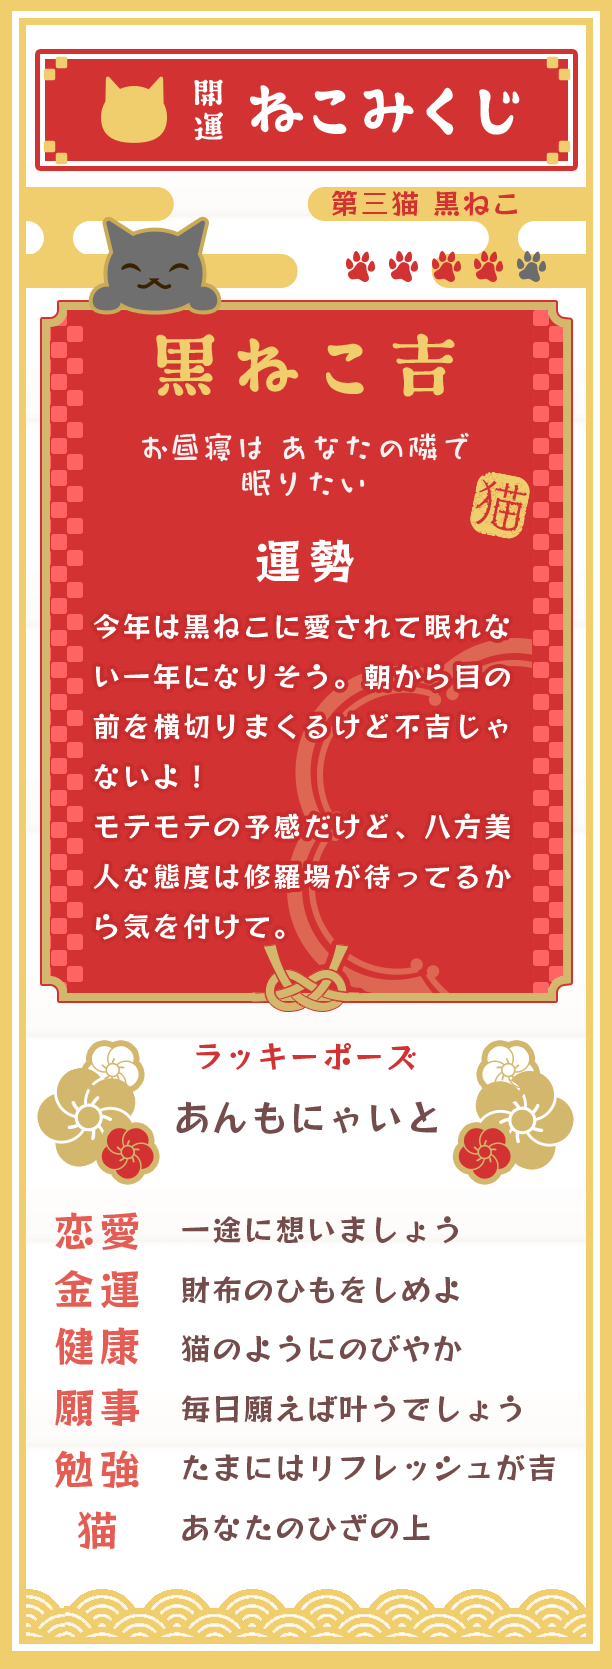 開運 ねこみくじ
第三猫 黒ねこ
黒ねこ吉
お昼寝は あなたの隣で
眠りたい
猫
運勢
今年は黒ねこに愛されて眠れな
い一年になりそう。朝から目の
前を横切りまくるけど不吉じゃ
ないよ！
モテモテの予感だけど、八方美
人な態度は修羅場が待ってるか
ら気を付けて。
ラッキーポーズ
あんもにゃいと
恋愛 一途に想いましょう
金運 財布のひもをしめよ
健康 猫のようにのびやか
願事 毎日願えば叶うでしょう
勉強 たまにはリフレッシュが吉
猫 あなたのひざの上